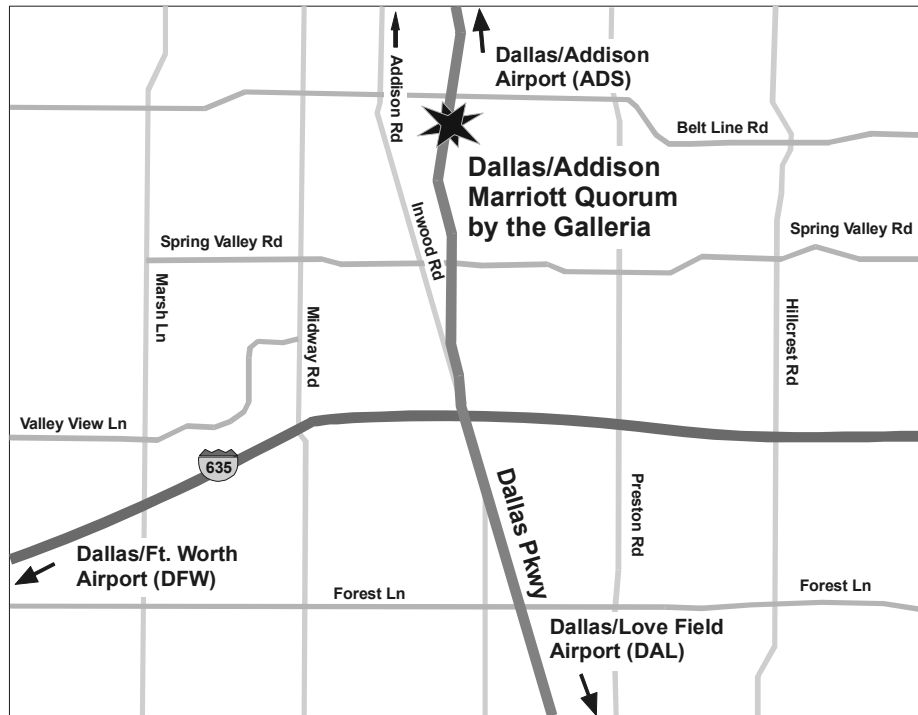 Dallas/Addison
Airport (ADS)
Addison Rd
Belt Line Rd
Dallas/Addison
Marriott Quorum
by the Galleria
Inwood Rd
Spring Valley Rd
Spring Valley Rd
Marsh Ln
Midway Rd
Hillcrest Rd
Valley View Ln
635
Dallas Pkwy
Preston Rd
Dallas/Ft. Worth
Airport (DFW)
Forest Ln
Forest Ln
Dallas/Love Field
Airport (DAL)